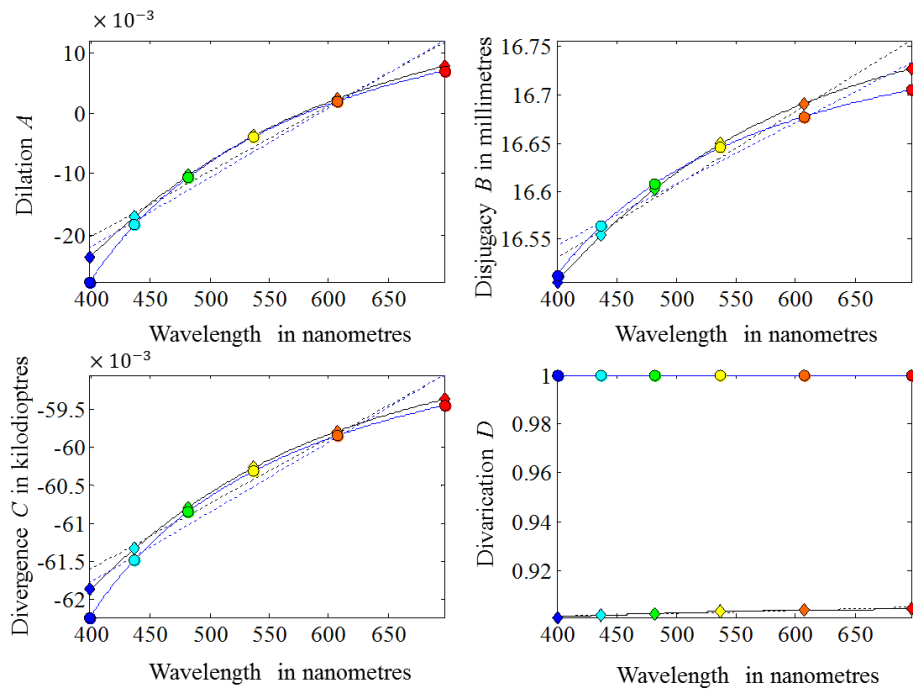 × 10⁻³
10
0
-10
-20
Dilation A
400 450 500 550 600 650
Wavelength in nanometres
16.75
16.7
16.65
16.6
16.55
Disjugacy B in millimetres
400 450 500 550 600 650
Wavelength in nanometres
× 10⁻³
-59.5
-60
-60.5
-61
-61.5
-62
Divergence C in kilodioptres
400 450 500 550 600 650
Wavelength in nanometres
1
0.98
0.96
0.94
0.92
Divarication D
400 450 500 550 600 650
Wavelength in nanometres